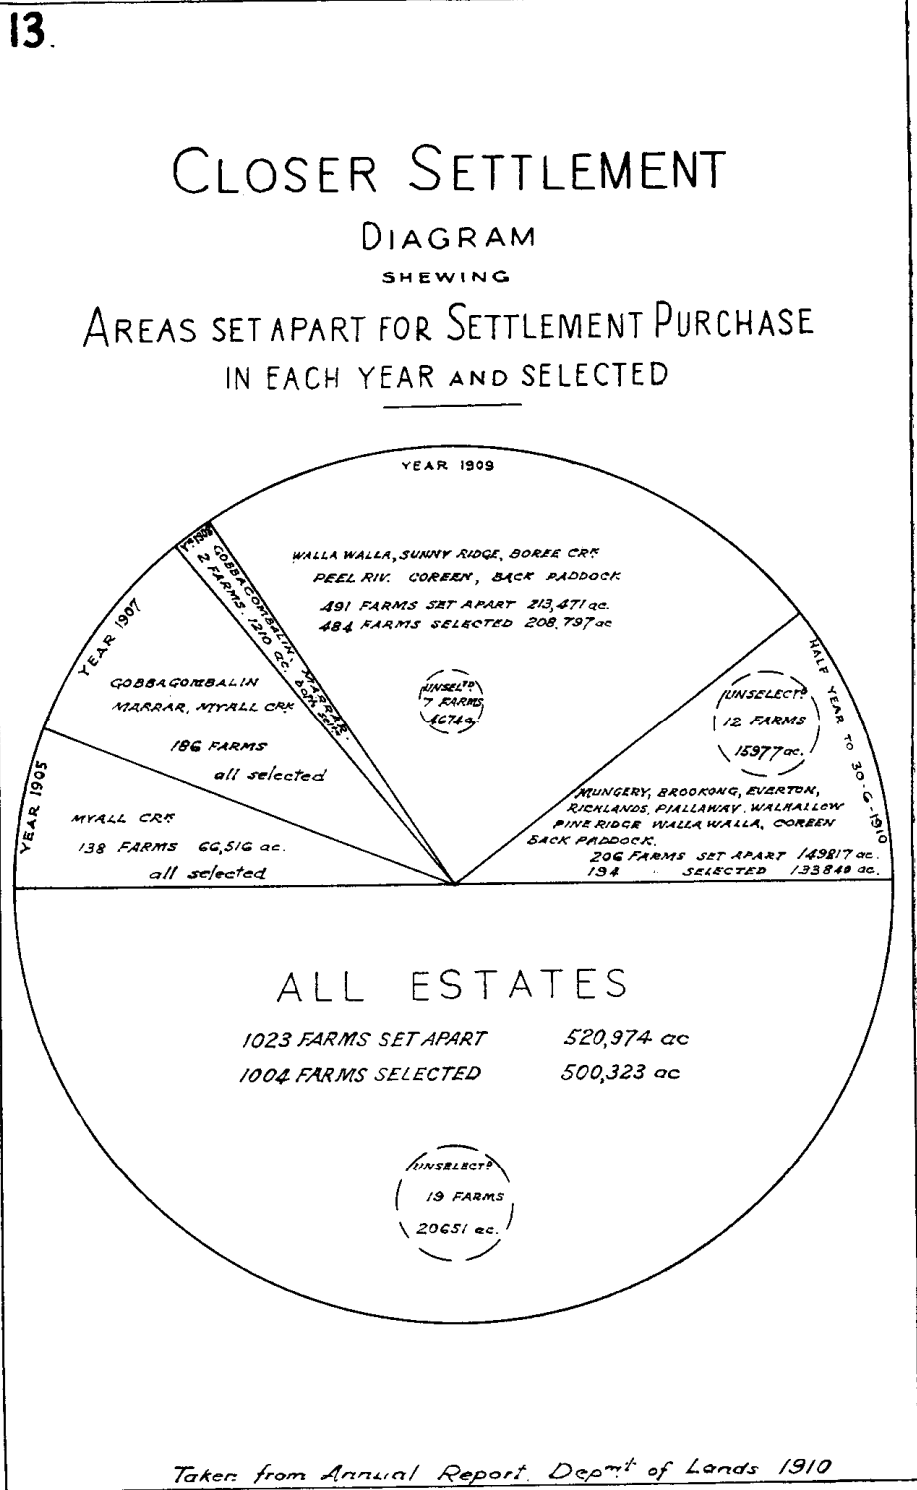 13.
CLOSER SETTLEMENT
DIAGRAM
SHEWING
AREAS SET APART FOR SETTLEMENT PURCHASE
IN EACH YEAR AND SELECTED
YEAR 1905
MYALL CRK
138 FARMS 66,516 ac.
all selected
YEAR 1907
GOBBAGOMBALIN
MARRAR, MYALL CRK
186 FARMS
all selected
GOBBAGOMBALIN, MARRAR.
2 FARMS. 1210 ac. both seltd
YEAR 1909
WALLA WALLA, SUNNY RIDGE, BOREE CRK
PEEL RIV. COREEN, BACK PADDOCK
491 FARMS SET APART 213,471 ac.
484 FARMS SELECTED 208,797 ac
UNSELTD
7 FARMS
4674 a.
HALF YEAR TO 30-6-1910
UNSELECTD
12 FARMS
15977 ac.
MUNGERY, BROOKONG, EVERTON,
RICKLANDS, PIALLAWAY, WALHALLOW
PINE RIDGE WALLA WALLA, COREEN
BACK PADDOCK.
206 FARMS SET APART 149817 ac.
194 " SELECTED 133840 ac.
ALL ESTATES
1023 FARMS SET APART 520,974 ac
1004 FARMS SELECTED 500,323 ac
UNSELECTD
19 FARMS
20651 ac.
Taken from Annual Report. Depmt of Lands 1910